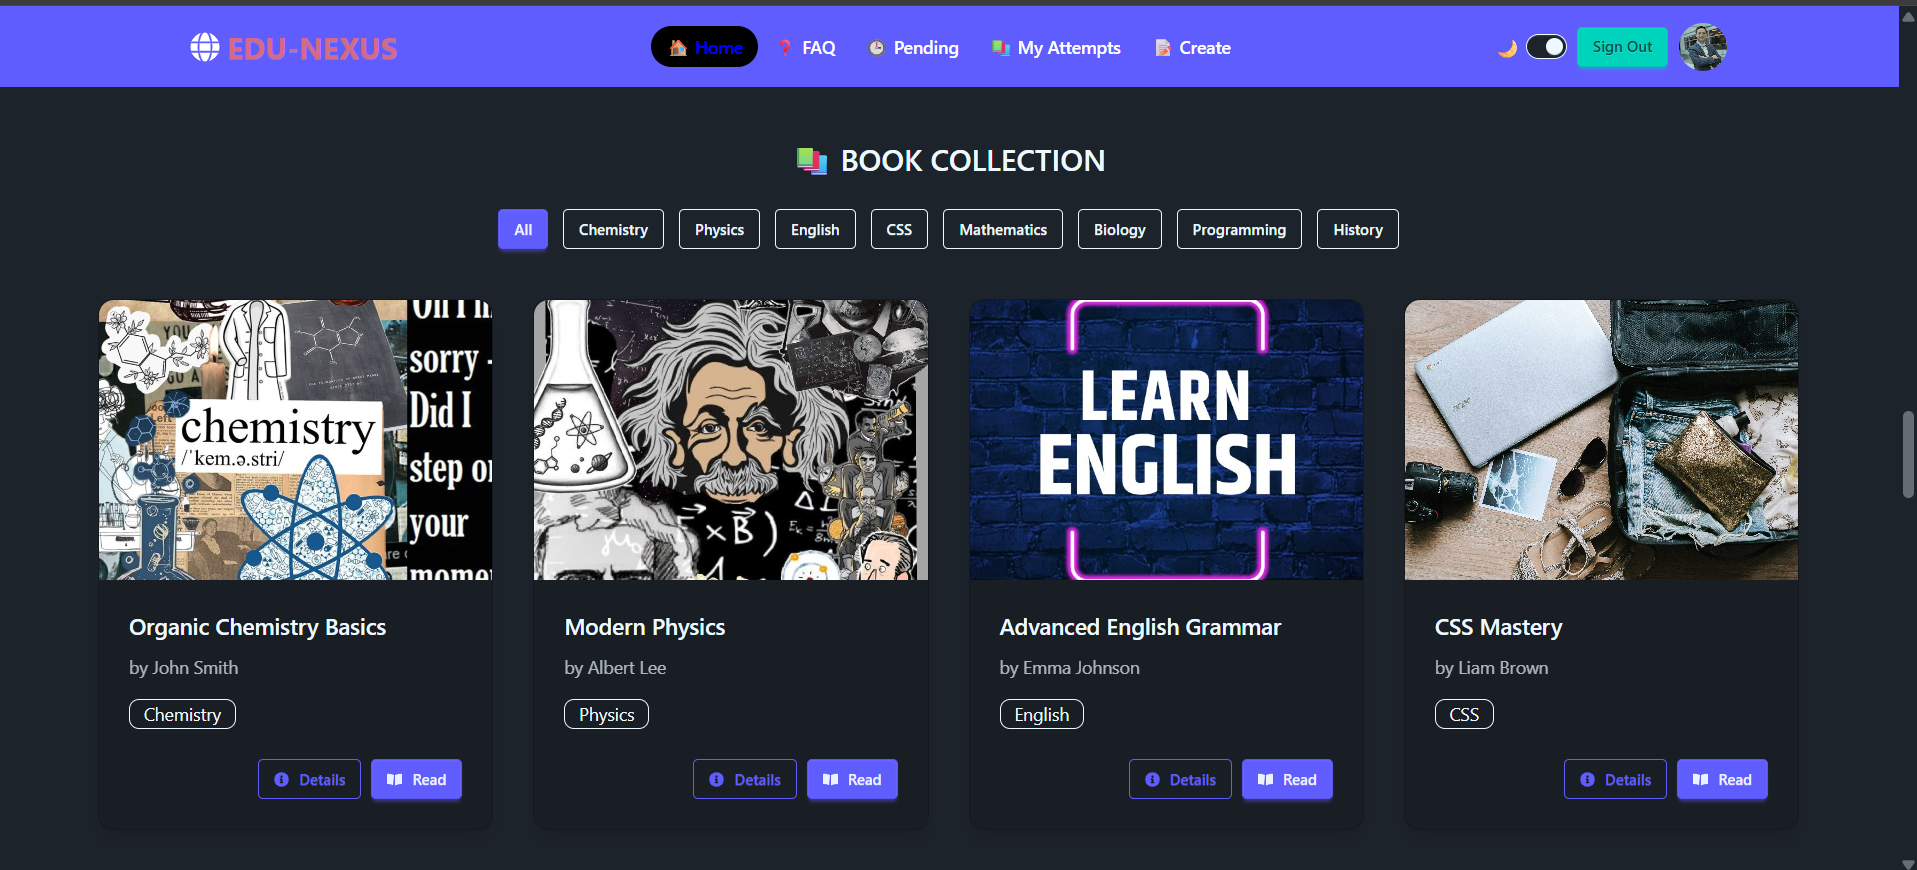 EDU-NEXUS
Home
FAQ
Pending
My Attempts
Create
Sign Out
BOOK COLLECTION
All
Chemistry
Physics
English
CSS
Mathematics
Biology
Programming
History
sorry -
Did I
step on
your
chemistry
/ˈkem.ə.stri/
× B)
LEARN
ENGLISH
acer
Organic Chemistry Basics
by John Smith
Chemistry
Details
Read
Modern Physics
by Albert Lee
Physics
Details
Read
Advanced English Grammar
by Emma Johnson
English
Details
Read
CSS Mastery
by Liam Brown
CSS
Details
Read